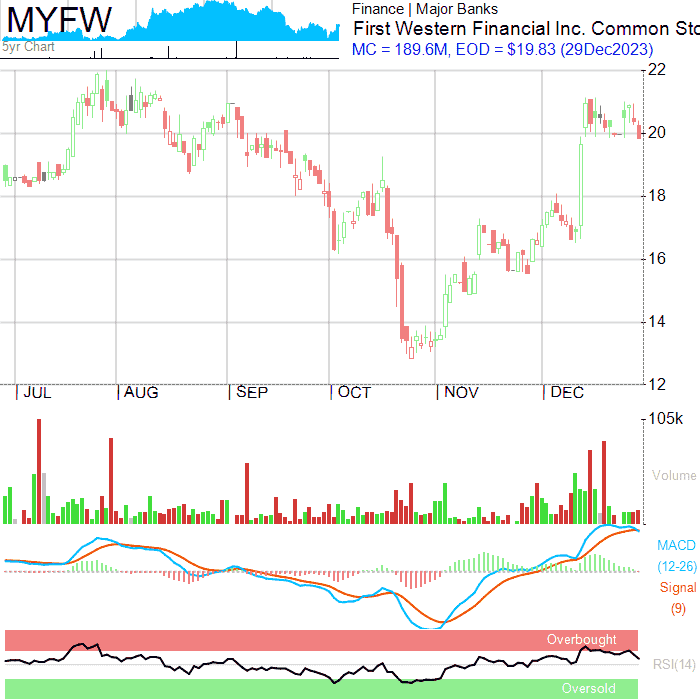 MYFW
5yr Chart
Finance | Major Banks
First Western Financial Inc. Common Sto
MC = 189.6M, EOD = $19.83 (29Dec2023)
22
20
18
16
14
12
JUL AUG SEP OCT NOV DEC
105k
Volume
MACD
(12-26)
Signal
(9)
Overbought
RSI(14)
Oversold